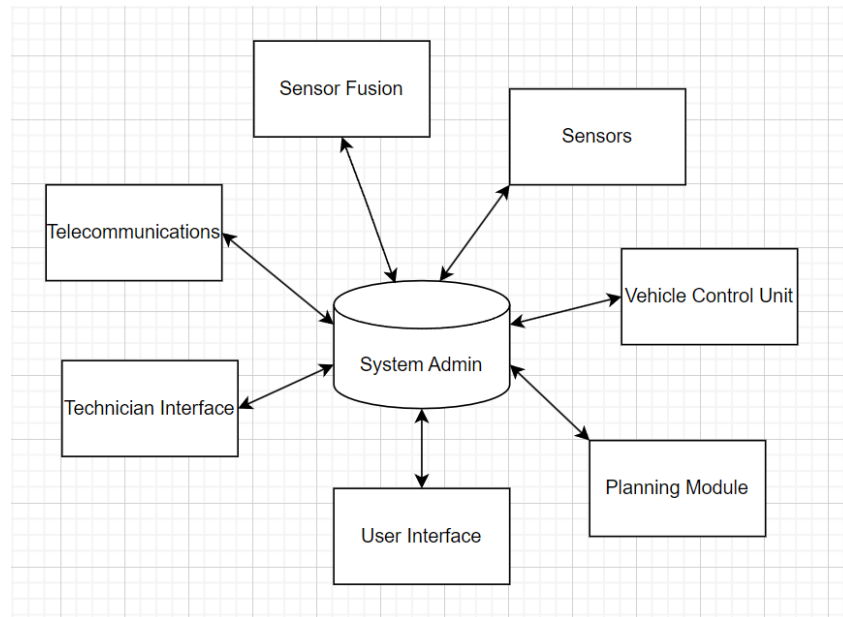 Sensor Fusion
Sensors
Telecommunications
Vehicle Control Unit
System Admin
Technician Interface
Planning Module
User Interface